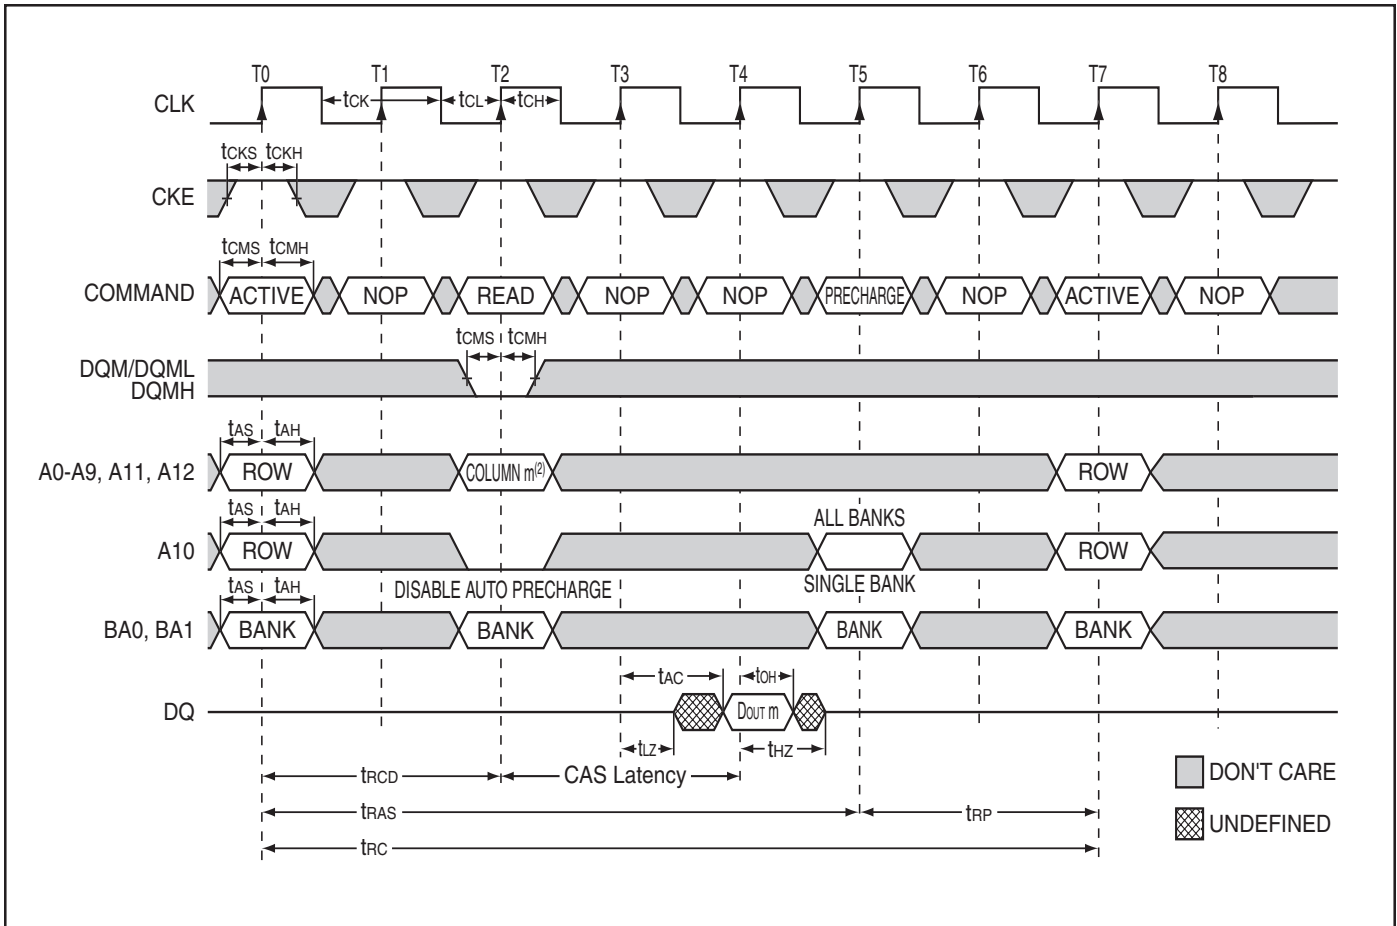 T0 T1 T2 T3 T4 T5 T6 T7 T8
CLK tCK tCL tCH
tCKS tCKH
CKE
tCMS tCMH
COMMAND ACTIVE NOP READ NOP NOP PRECHARGE NOP ACTIVE NOP
tCMS tCMH
DQM/DQML
DQMH
tAS tAH
A0-A9, A11, A12 ROW COLUMN m(2) ROW
tAS tAH
ALL BANKS
A10 ROW ROW
DISABLE AUTO PRECHARGE SINGLE BANK
tAS tAH
BA0, BA1 BANK BANK BANK BANK
tAC tOH
DQ DOUT m
tLZ tHZ
tRCD CAS Latency
DON'T CARE
tRAS tRP
UNDEFINED
tRC